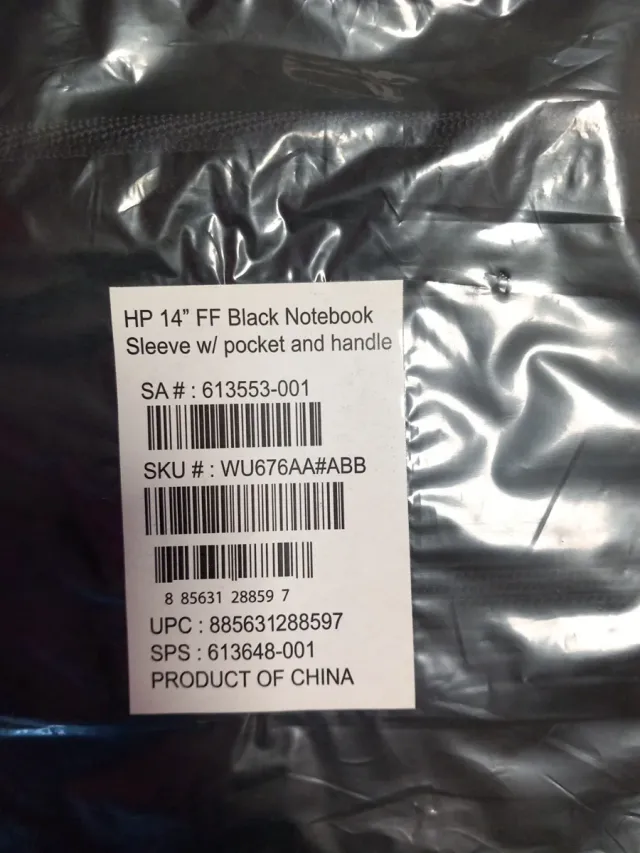 HP 14” FF Black Notebook
Sleeve w/ pocket and handle
SA # : 613553-001
SKU # : WU676AA#ABB
8 85631 28859 7
UPC : 885631288597
SPS : 613648-001
PRODUCT OF CHINA